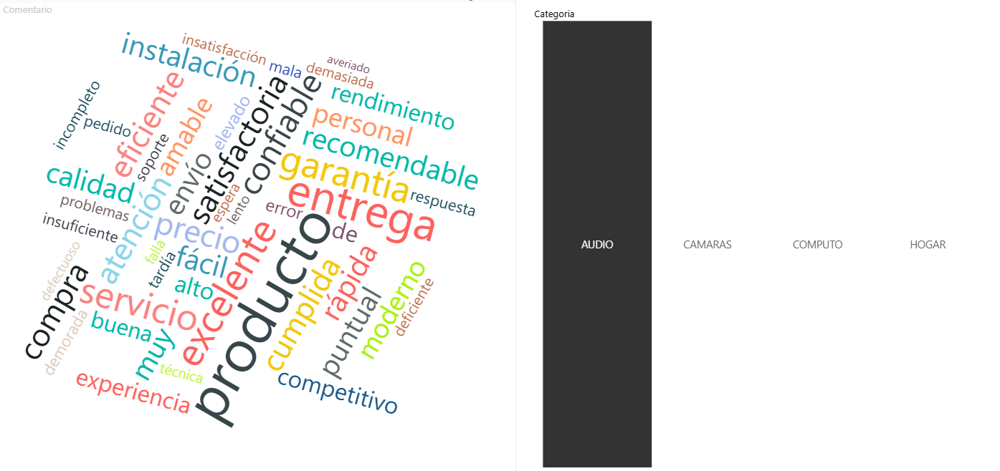 Comentario
Categoria
instalación
insatisfacción
mala
averiado
demasiada
rendimiento
incompleto
pedido
eficiente
soporte
amable
elevado
satisfactoria
confiable
personal
recomendable
garantía
entrega
respuesta
calidad
problemas
insuficiente
atención
envío
espera
lento
error
de
precio
falla
tardía
fácil
alto
defectuoso
compra
demorada
servicio
buena
muy
técnica
experiencia
excelente
producto
cumplida
rápida
puntual
moderno
deficiente
competitivo
AUDIO
CAMARAS
COMPUTO
HOGAR